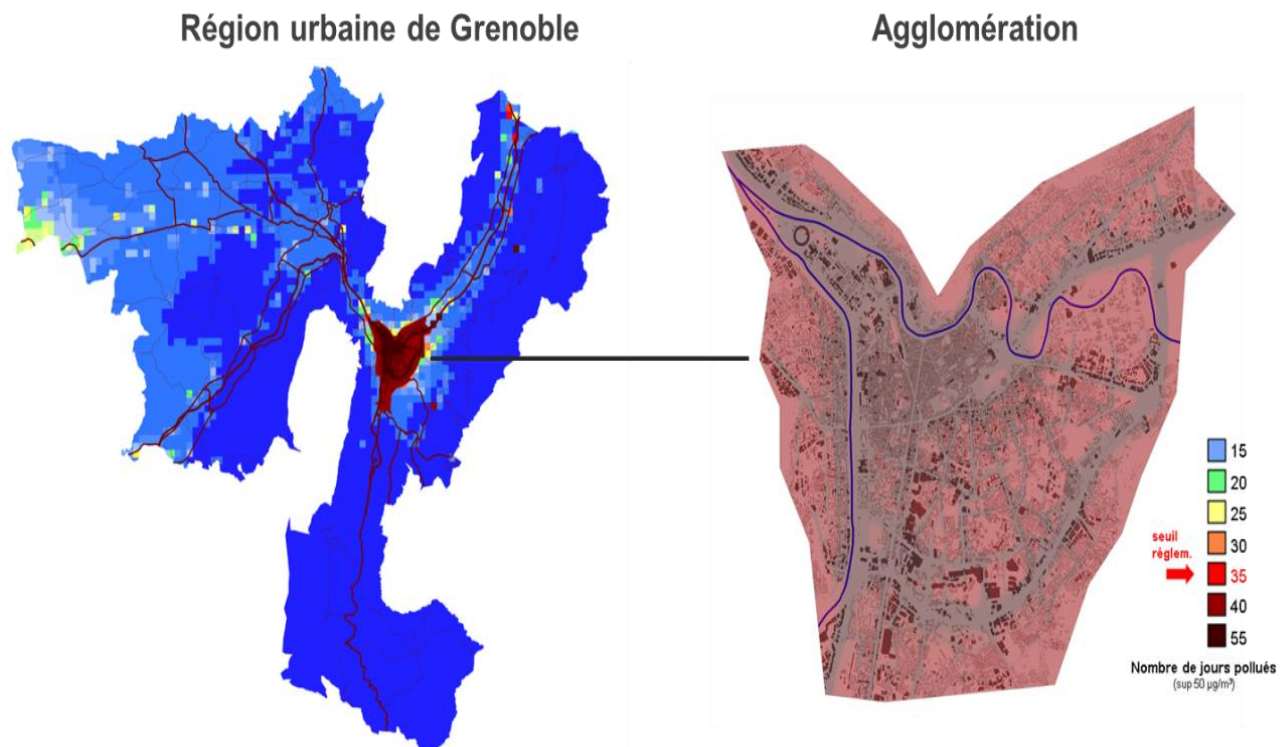 Région urbaine de Grenoble
Agglomération
15
20
25
30
seuil
réglem.
35
40
55
Nombre de jours pollués
(sup 50 µg/m³)